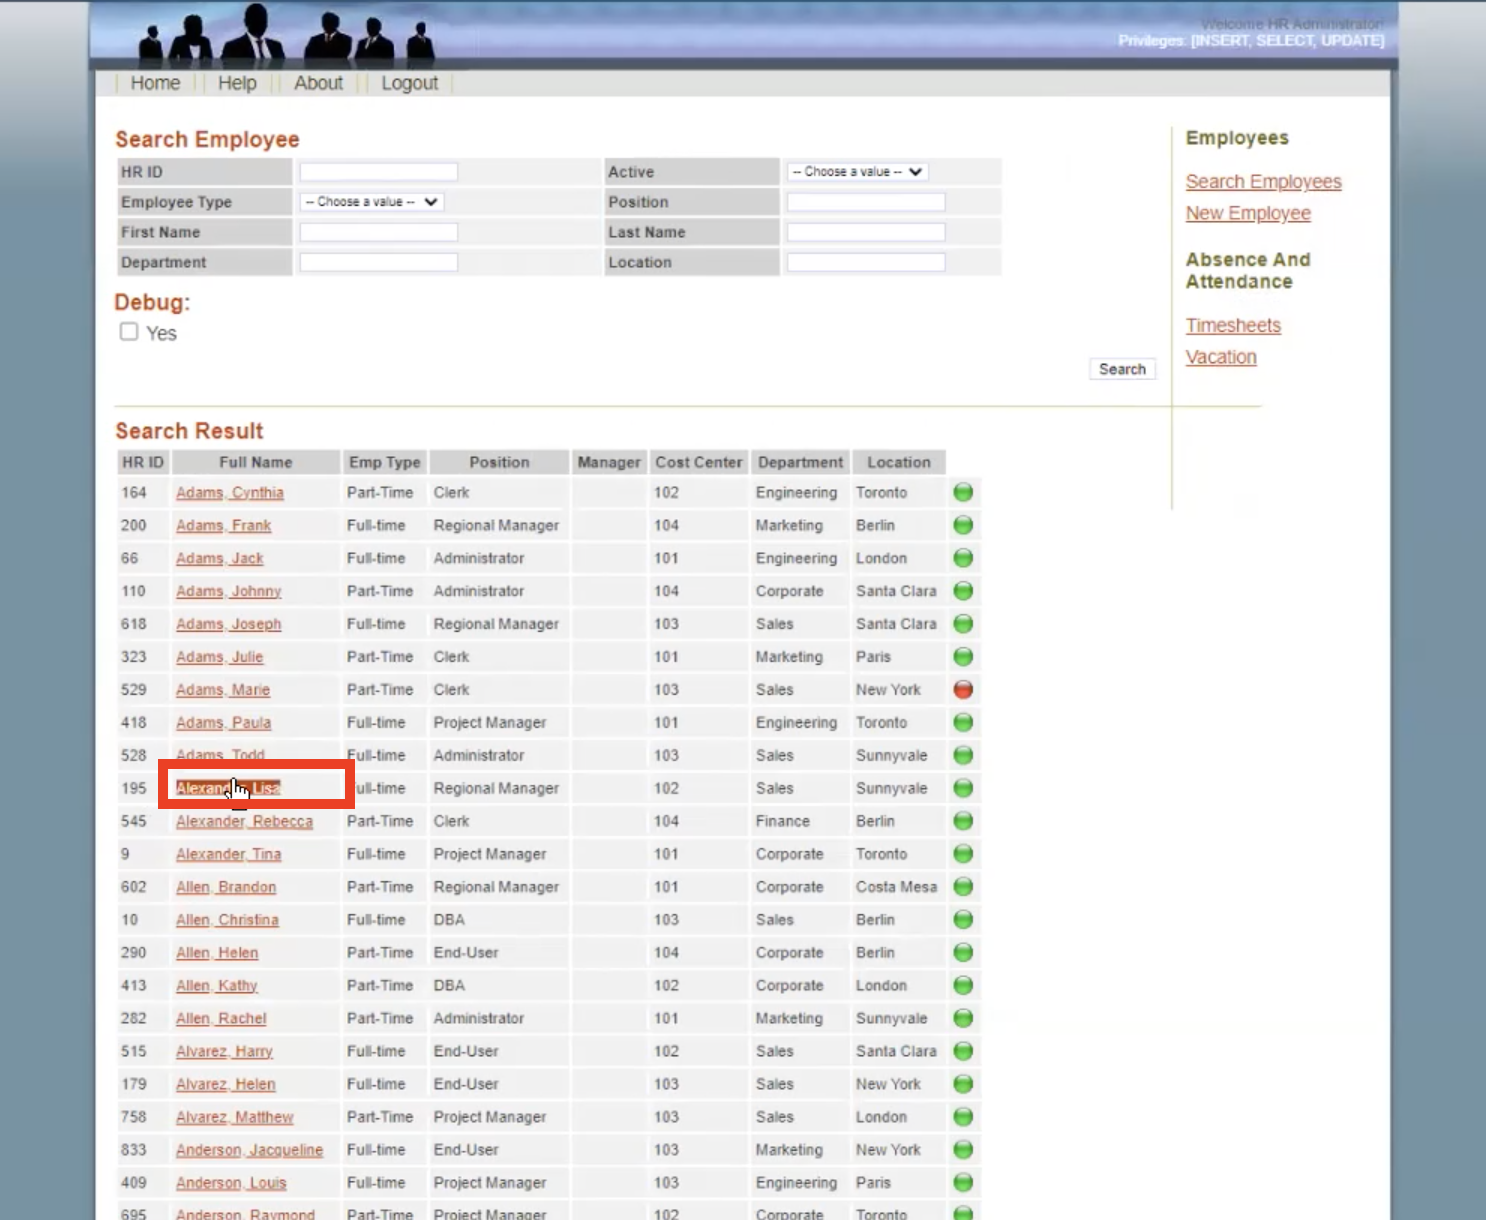 Welcome HR Administrator!
Privileges: [INSERT, SELECT, UPDATE]
Home Help About Logout
Search Employee
HR ID Active -- Choose a value --
Employee Type -- Choose a value -- Position
First Name Last Name
Department Location
Debug:
Yes
Search
Employees
Search Employees
New Employee
Absence And
Attendance
Timesheets
Vacation
Search Result
HR ID Full Name Emp Type Position Manager Cost Center Department Location
164 Adams, Cynthia Part-Time Clerk 102 Engineering Toronto
200 Adams, Frank Full-time Regional Manager 104 Marketing Berlin
66 Adams, Jack Full-time Administrator 101 Engineering London
110 Adams, Johnny Part-Time Administrator 104 Corporate Santa Clara
618 Adams, Joseph Full-time Regional Manager 103 Sales Santa Clara
323 Adams, Julie Part-Time Clerk 101 Marketing Paris
529 Adams, Marie Part-Time Clerk 103 Sales New York
418 Adams, Paula Full-time Project Manager 101 Engineering Toronto
528 Adams, Todd Full-time Administrator 103 Sales Sunnyvale
195 Lisa Regional Manager 102 Sales Sunnyvale
545 Alexander, Rebecca Part-Time Clerk 104 Finance Berlin
9 Alexander, Tina Full-time Project Manager 101 Corporate Toronto
602 Allen, Brandon Part-Time Regional Manager 101 Corporate Costa Mesa
10 Allen, Christina Full-time DBA 103 Sales Berlin
290 Allen, Helen Part-Time End-User 104 Corporate Berlin
413 Allen, Kathy Part-Time DBA 102 Corporate London
282 Allen, Rachel Part-Time Administrator 101 Marketing Sunnyvale
515 Alvarez, Harry Full-time End-User 102 Sales Santa Clara
179 Alvarez, Helen Full-time End-User 103 Sales New York
758 Alvarez, Matthew Part-Time Project Manager 103 Sales London
833 Anderson, Jacqueline Full-time End-User 103 Marketing New York
409 Anderson, Louis Full-time Project Manager 103 Engineering Paris
695 Anderson, Raymond Part-Time Project Manager 102 Corporate Toronto